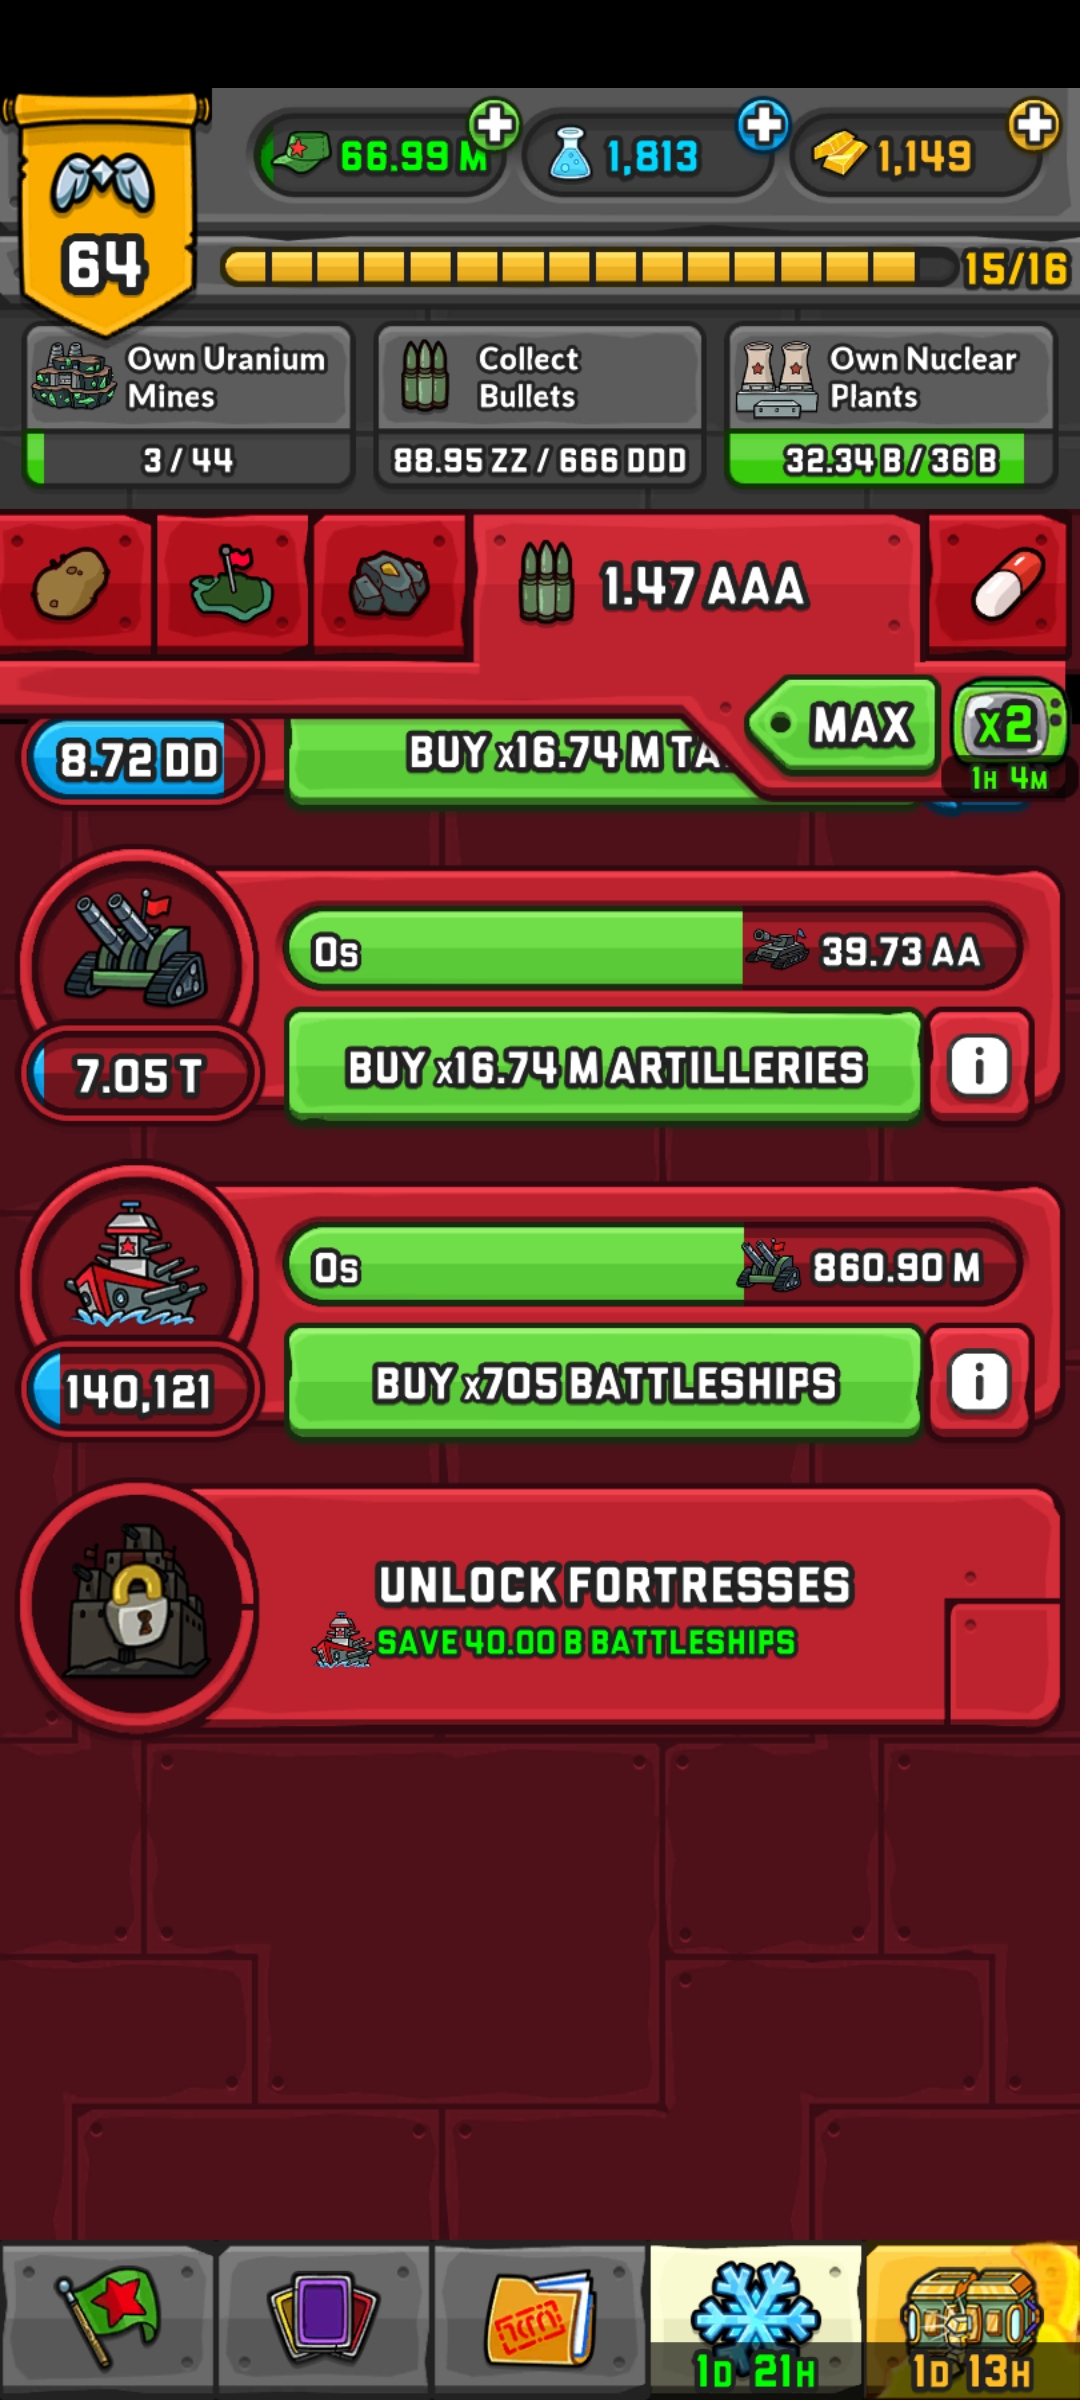 66.99 M
1,813
1,149
64
15/16
Own Uranium
Mines
3 / 44
Collect
Bullets
88.95 ZZ / 666 DDD
Own Nuclear
Plants
32.34 B / 36 B
1.47 AAA
MAX
x2
1H 4M
8.72 DD
BUY x16.74 M TA
0s
39.73 AA
7.05 T
BUY x16.74 M ARTILLERIES
i
0s
860.90 M
140,121
BUY x705 BATTLESHIPS
i
UNLOCK FORTRESSES
SAVE 40.00 B BATTLESHIPS
1D 21H
1D 13H